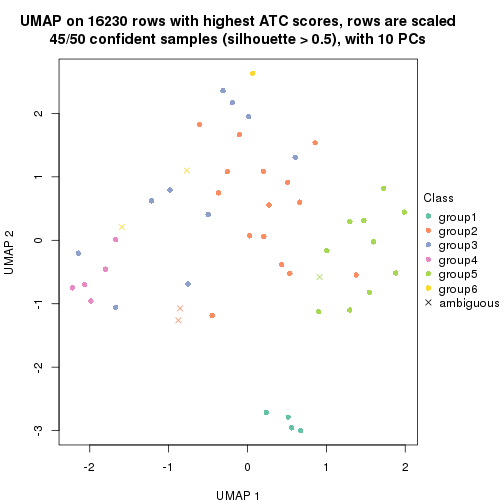 UMAP on 16230 rows with highest ATC scores, rows are scaled
45/50 confident samples (silhouette > 0.5), with 10 PCs
UMAP 2
2
1
0
-1
-2
-3
-2
-1
0
1
2
UMAP 1
Class
group1
group2
group3
group4
group5
group6
ambiguous